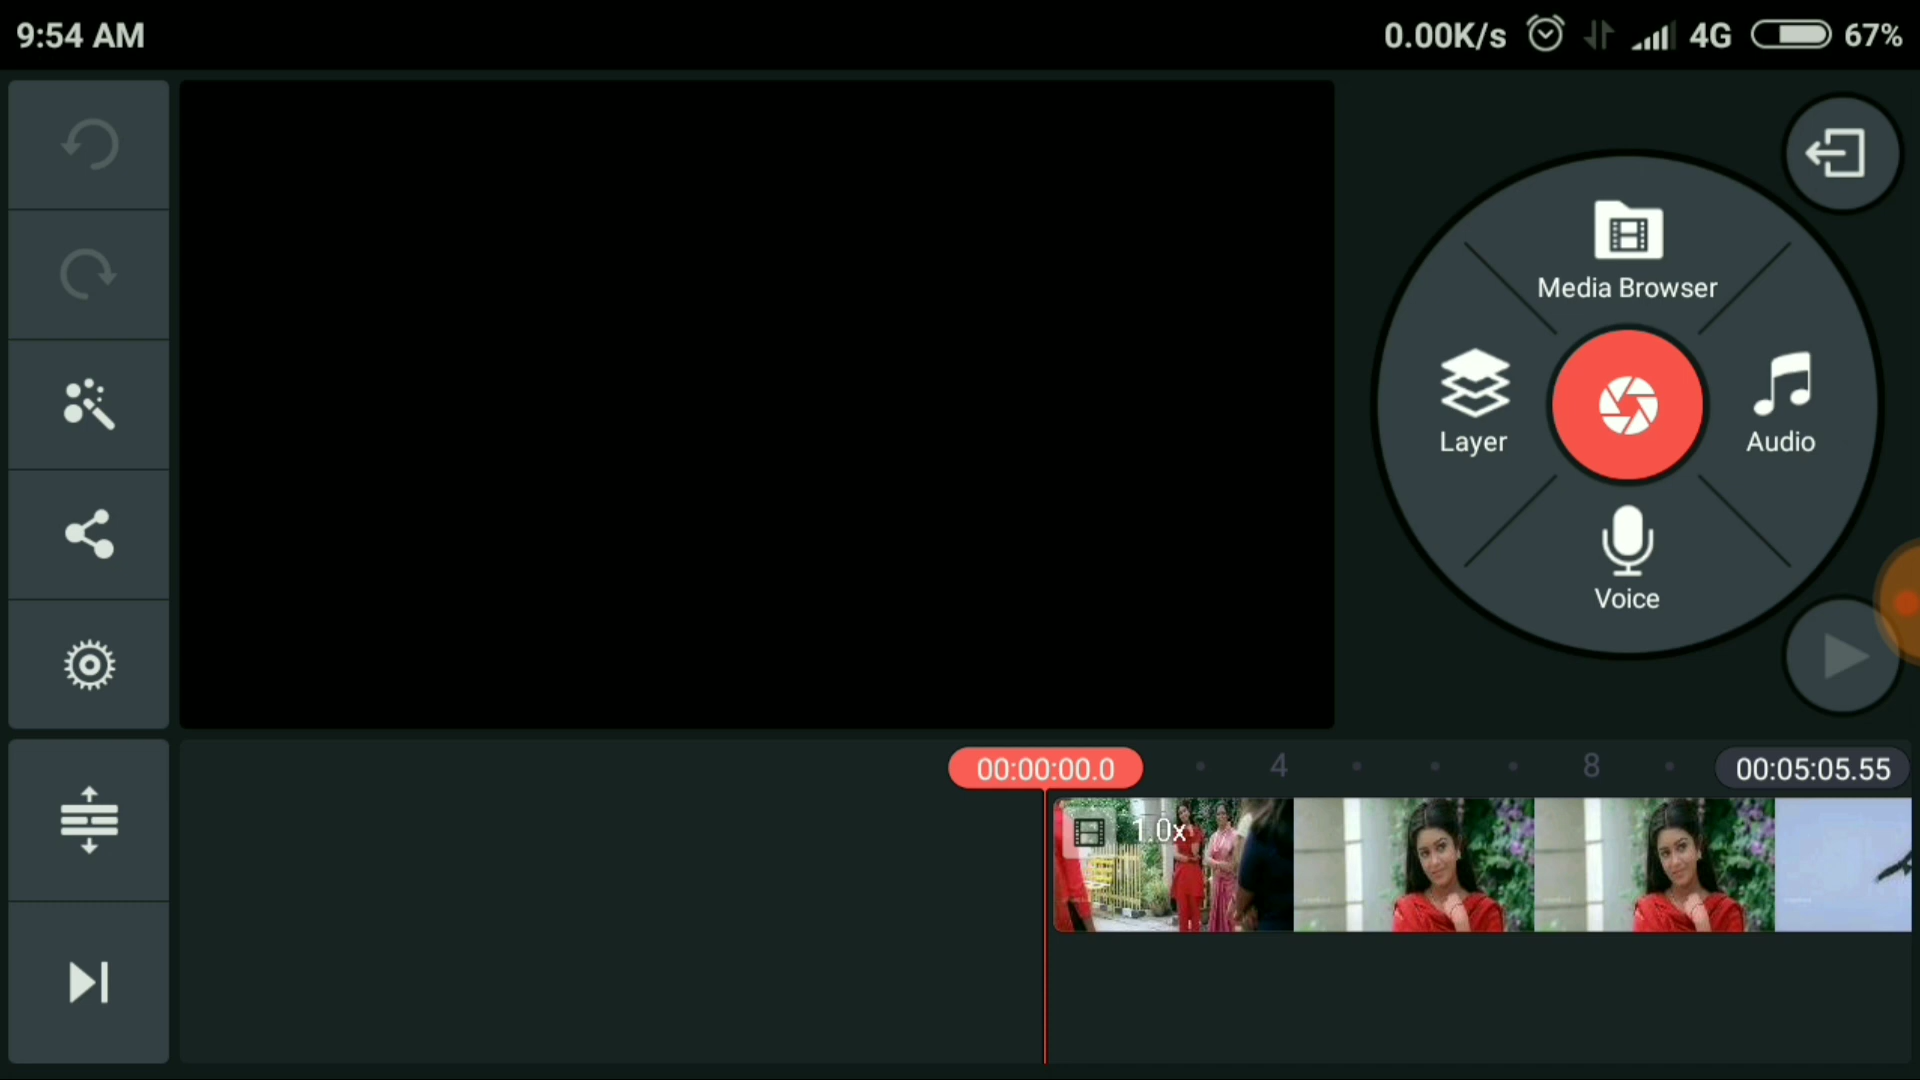 9:54 AM
0.00K/s 4G 67%
Media Browser
Layer
Audio
Voice
00:00:00.0
4
8
00:05:05.55
1.0x